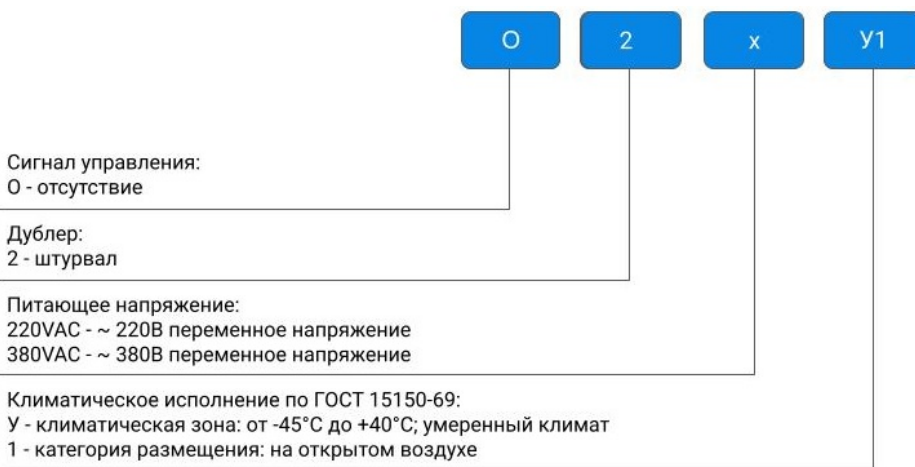 О 2 x У1
Сигнал управления:
О - отсутствие
Дублер:
2 - штурвал
Питающее напряжение:
220VAC - ~ 220В переменное напряжение
380VAC - ~ 380В переменное напряжение
Климатическое исполнение по ГОСТ 15150-69:
У - климатическая зона: от -45°С до +40°С; умеренный климат
1 - категория размещения: на открытом воздухе